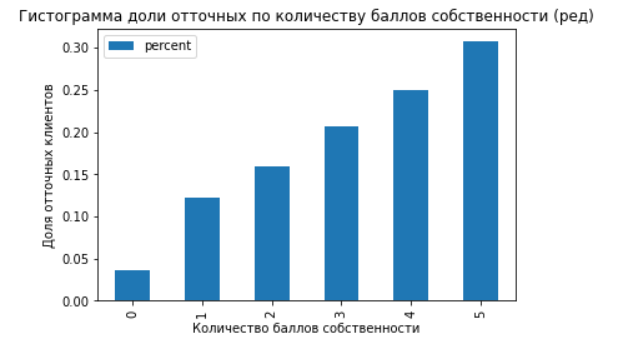 Гистограмма доли отточных по количеству баллов собственности (ред)
percent
Доля отточных клиентов
0.30
0.25
0.20
0.15
0.10
0.05
0.00
0 1 2 3 4 5
Количество баллов собственности